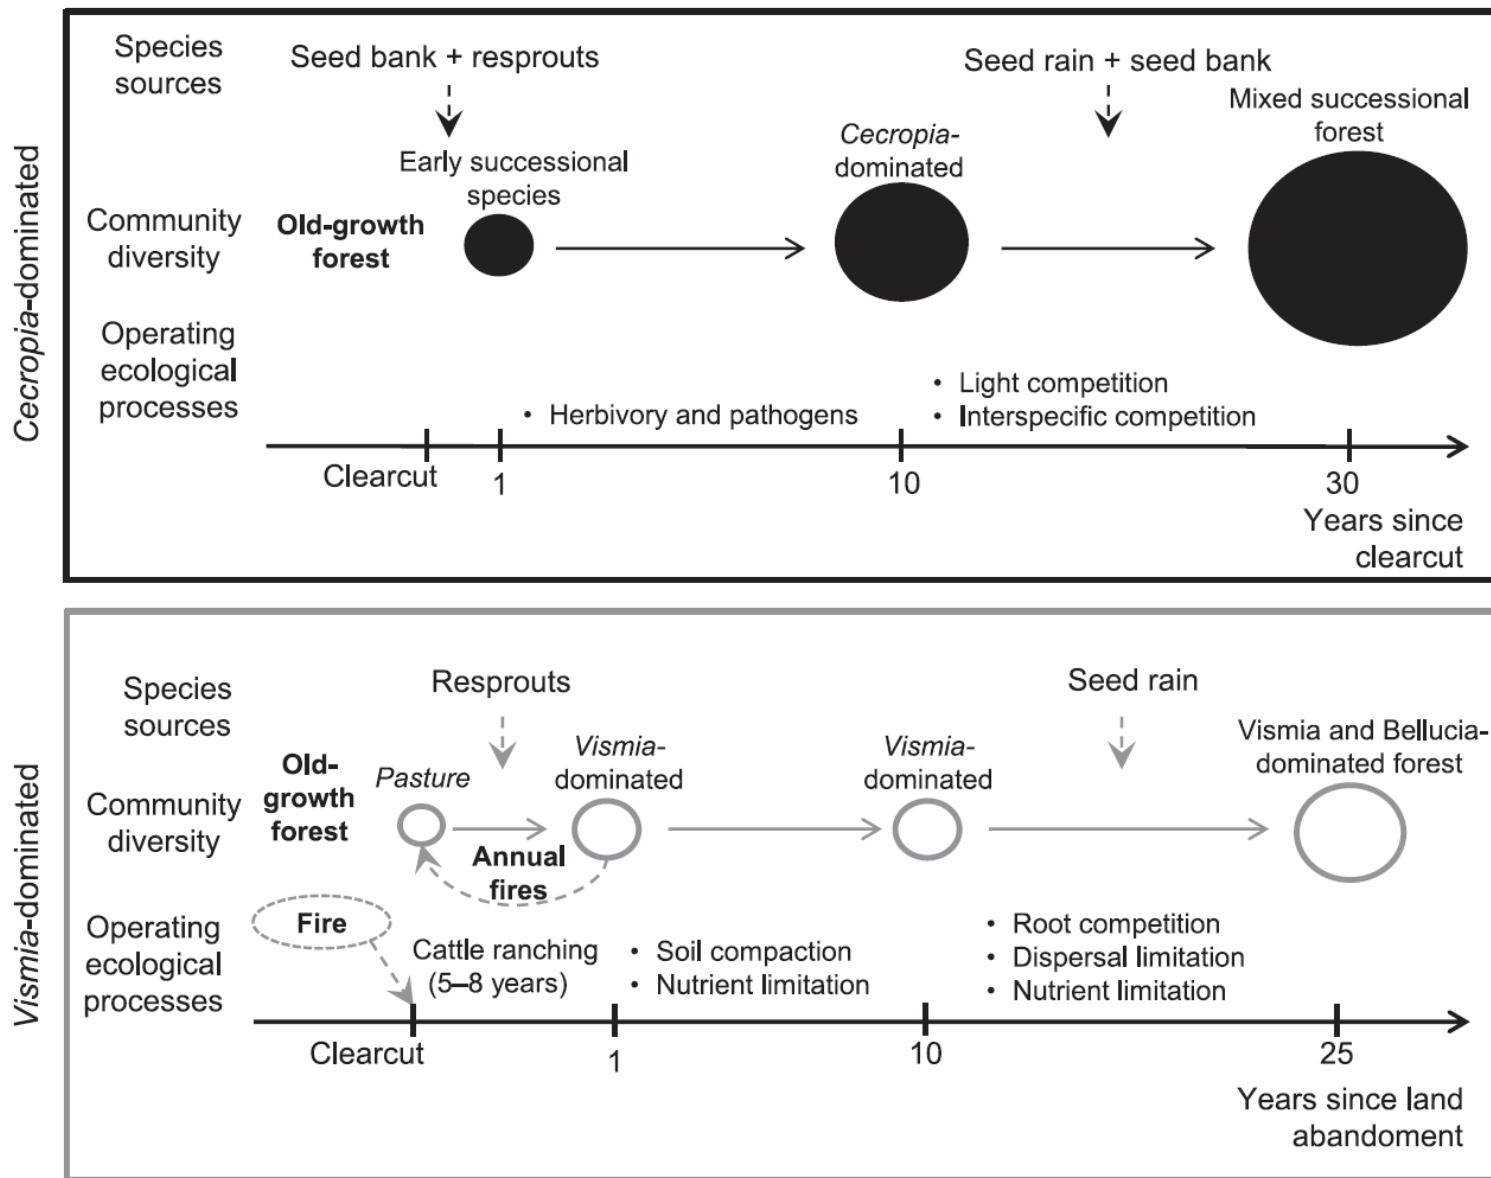 Cecropia-dominated
Species
sources
Seed bank + resprouts
Seed rain + seed bank
Mixed successional
forest
Cecropia-
dominated
Early successional
species
Community
diversity
Old-growth
forest
Operating
ecological
processes
• Herbivory and pathogens
• Light competition
• Interspecific competition
Clearcut
1
10
30
Years since
clearcut
Vismia-dominated
Species
sources
Resprouts
Seed rain
Vismia and Bellucia-
dominated forest
Old-
growth
forest
Pasture
Vismia-
dominated
Vismia-
dominated
Community
diversity
Annual
fires
Fire
Operating
ecological
processes
Cattle ranching
(5–8 years)
• Soil compaction
• Nutrient limitation
• Root competition
• Dispersal limitation
• Nutrient limitation
Clearcut
1
10
25
Years since land
abandoment